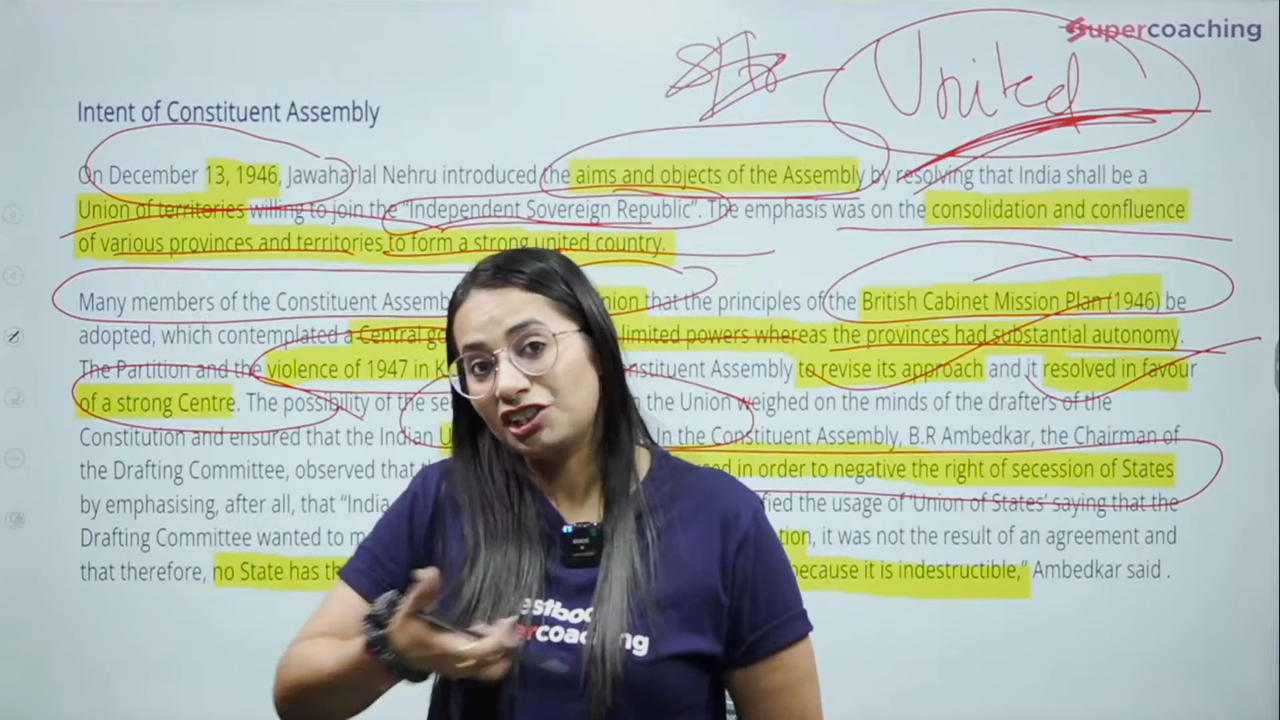 Supercoaching
United
Intent of Constituent Assembly
On December 13, 1946, Jawaharlal Nehru introduced the aims and objects of the Assembly by resolving that India shall be a
Union of territories willing to join the "Independent Sovereign Republic". The emphasis was on the consolidation and confluence
of various provinces and territories to form a strong united country.
Many members of the Constituent that the principles of the British Cabinet Mission Plan (1946) be
adopted, which contemplated a Central limited powers whereas the provinces had substantial autonomy.
The Partition and the violence of 1947 in Assembly to revise its approach and it resolved in favour
of a strong Centre. The possibility of the the Union weighed on the minds of the drafters of the
Constitution and ensured that the Indian In the Constituent Assembly, B.R Ambedkar, the Chairman of
the Drafting Committee, observed that in order to negative the right of secession of States
by emphasising, after all, that "India the usage of 'Union of States' saying that the
Drafting Committee wanted to it was not the result of an agreement and
that therefore, no State has because it is indestructible," Ambedkar said .
testbook
supercoaching